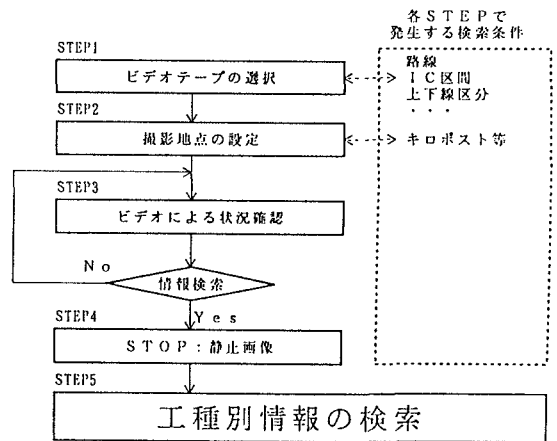 各STEPで
発生する検索条件
STEP1
ビデオテープの選択
路線
IC区間
上下線区分
・・・
STEP2
撮影地点の設定
キロポスト等
STEP3
ビデオによる状況確認
No
情報検索
Yes
STEP4
STOP:静止画像
STEP5
工種別情報の検索